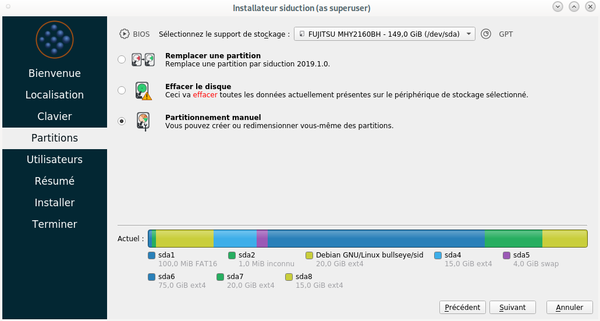 Installateur siduction (as superuser)
BIOS Sélectionnez le support de stockage : FUJITSU MHY2160BH - 149,0 GiB (/dev/sda) GPT
Remplacer une partition
Remplace une partition par siduction 2019.1.0.
Effacer le disque
Ceci va effacer toutes les données actuellement présentes sur le périphérique de stockage sélectionné.
Partitionnement manuel
Vous pouvez créer ou redimensionner vous-même des partitions.
Bienvenue
Localisation
Clavier
Partitions
Utilisateurs
Résumé
Installer
Terminer
Actuel :
sda1 sda2 Debian GNU/Linux bullseye/sid sda4 sda5
100,0 MiB FAT16 1,0 MiB inconnu 20,0 GiB ext4 15,0 GiB ext4 4,0 GiB swap
sda6 sda7 sda8
75,0 GiB ext4 20,0 GiB ext4 15,0 GiB ext4
Précédent Suivant Annuler